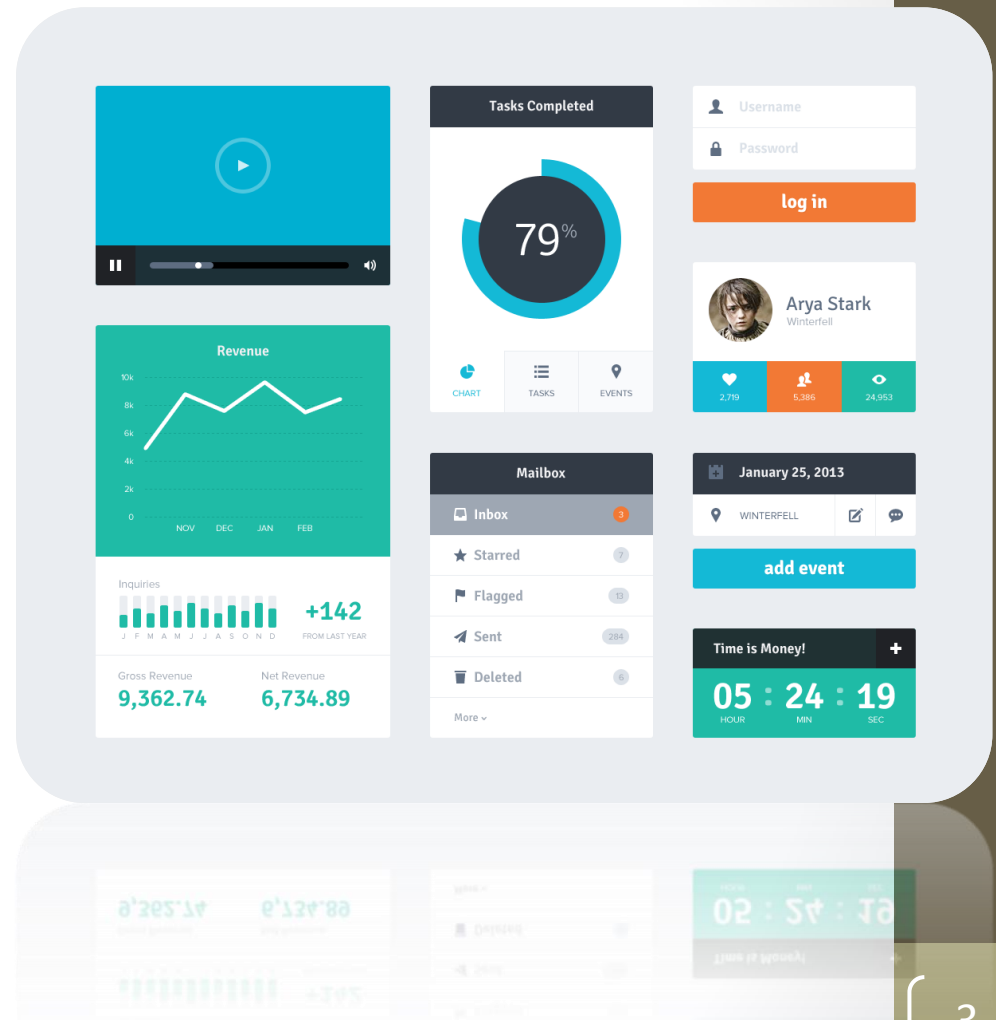 Revenue
10k
8k
6k
4k
2k
0
NOV DEC JAN FEB
Inquiries
J F M A M J J A S O N D
+142
FROM LAST YEAR
Gross Revenue
9,362.74
Net Revenue
6,734.89
Tasks Completed
79%
CHART TASKS EVENTS
Mailbox
Inbox 3
Starred 7
Flagged 13
Sent 284
Deleted 6
More
Username
Password
log in
Arya Stark
Winterfell
2,719 5,386 24,953
January 25, 2013
WINTERFELL
add event
Time is Money! +
05 : 24 : 19
HOUR MIN SEC
3